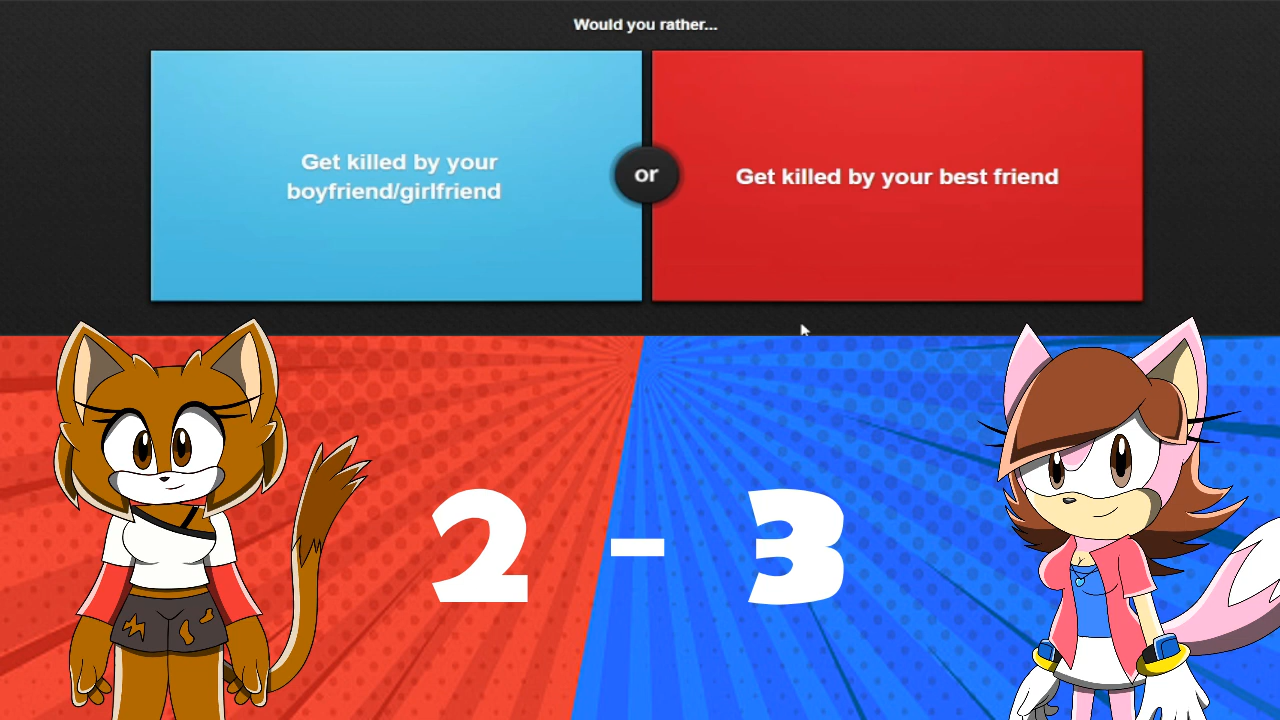 Would you rather...
Get killed by your
boyfriend/girlfriend
or
Get killed by your best friend
2 - 3